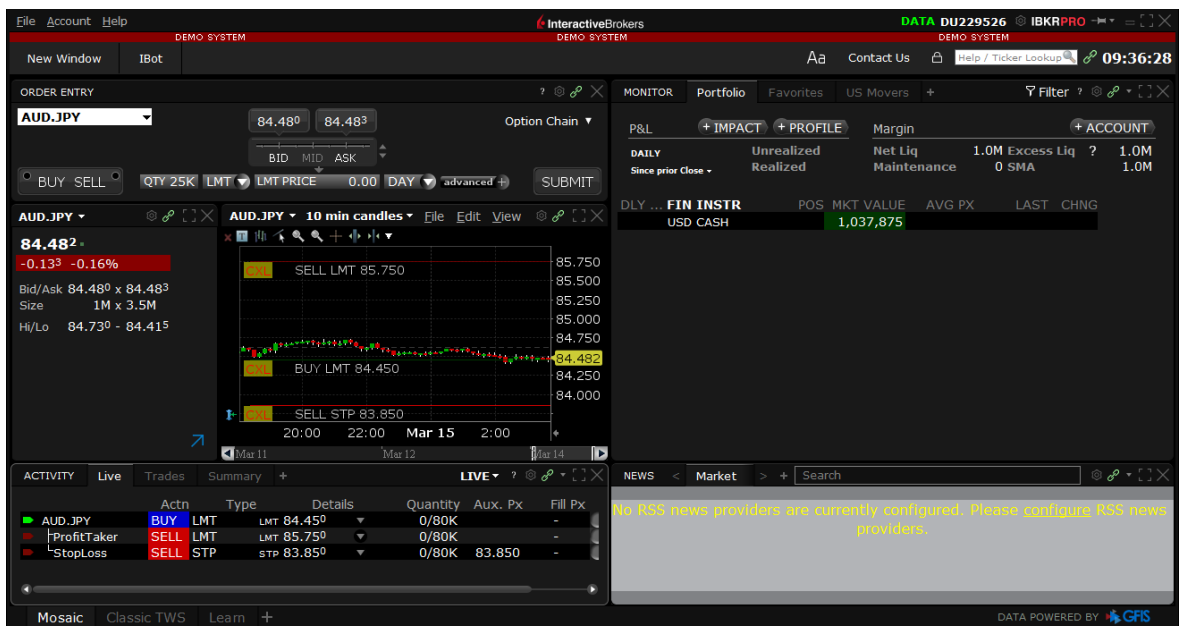 File Account Help
InteractiveBrokers
DATA DU229526 IBKRPRO
DEMO SYSTEM DEMO SYSTEM DEMO SYSTEM
New Window IBot
Aa Contact Us Help / Ticker Lookup 09:36:28
ORDER ENTRY ?
AUD.JPY
84.48⁰ 84.48³
Option Chain ▼
BID MID ASK
BUY SELL QTY 25K LMT LMT PRICE 0.00 DAY advanced + SUBMIT
MONITOR Portfolio Favorites US Movers + Filter ?
P&L + IMPACT + PROFILE Margin + ACCOUNT
DAILY Unrealized Net Liq 1.0M Excess Liq ? 1.0M
Since prior Close Realized Maintenance 0 SMA 1.0M
DLY ... FIN INSTR POS MKT VALUE AVG PX LAST CHNG
USD CASH 1,037,875
AUD.JPY
84.48²
-0.13³ -0.16%
Bid/Ask 84.48⁰ x 84.48³
Size 1M x 3.5M
Hi/Lo 84.73⁰ - 84.41⁵
AUD.JPY 10 min candles File Edit View
CXL SELL LMT 85.750
CXL BUY LMT 84.450
CXL SELL STP 83.850
85.750
85.500
85.250
85.000
84.750
84.482
84.250
84.000
20:00 22:00 Mar 15 2:00
Mar 11 Mar 12 Mar 14
ACTIVITY Live Trades Summary + LIVE ?
Actn Type Details Quantity Aux. Px Fill Px
AUD.JPY BUY LMT LMT 84.45⁰ 0/80K -
ProfitTaker SELL LMT LMT 85.75⁰ 0/80K -
StopLoss SELL STP STP 83.85⁰ 0/80K 83.850 -
NEWS < Market > + Search
No RSS news providers are currently configured. Please configure RSS news
providers.
Mosaic Classic TWS Learn +
DATA POWERED BY GFIS